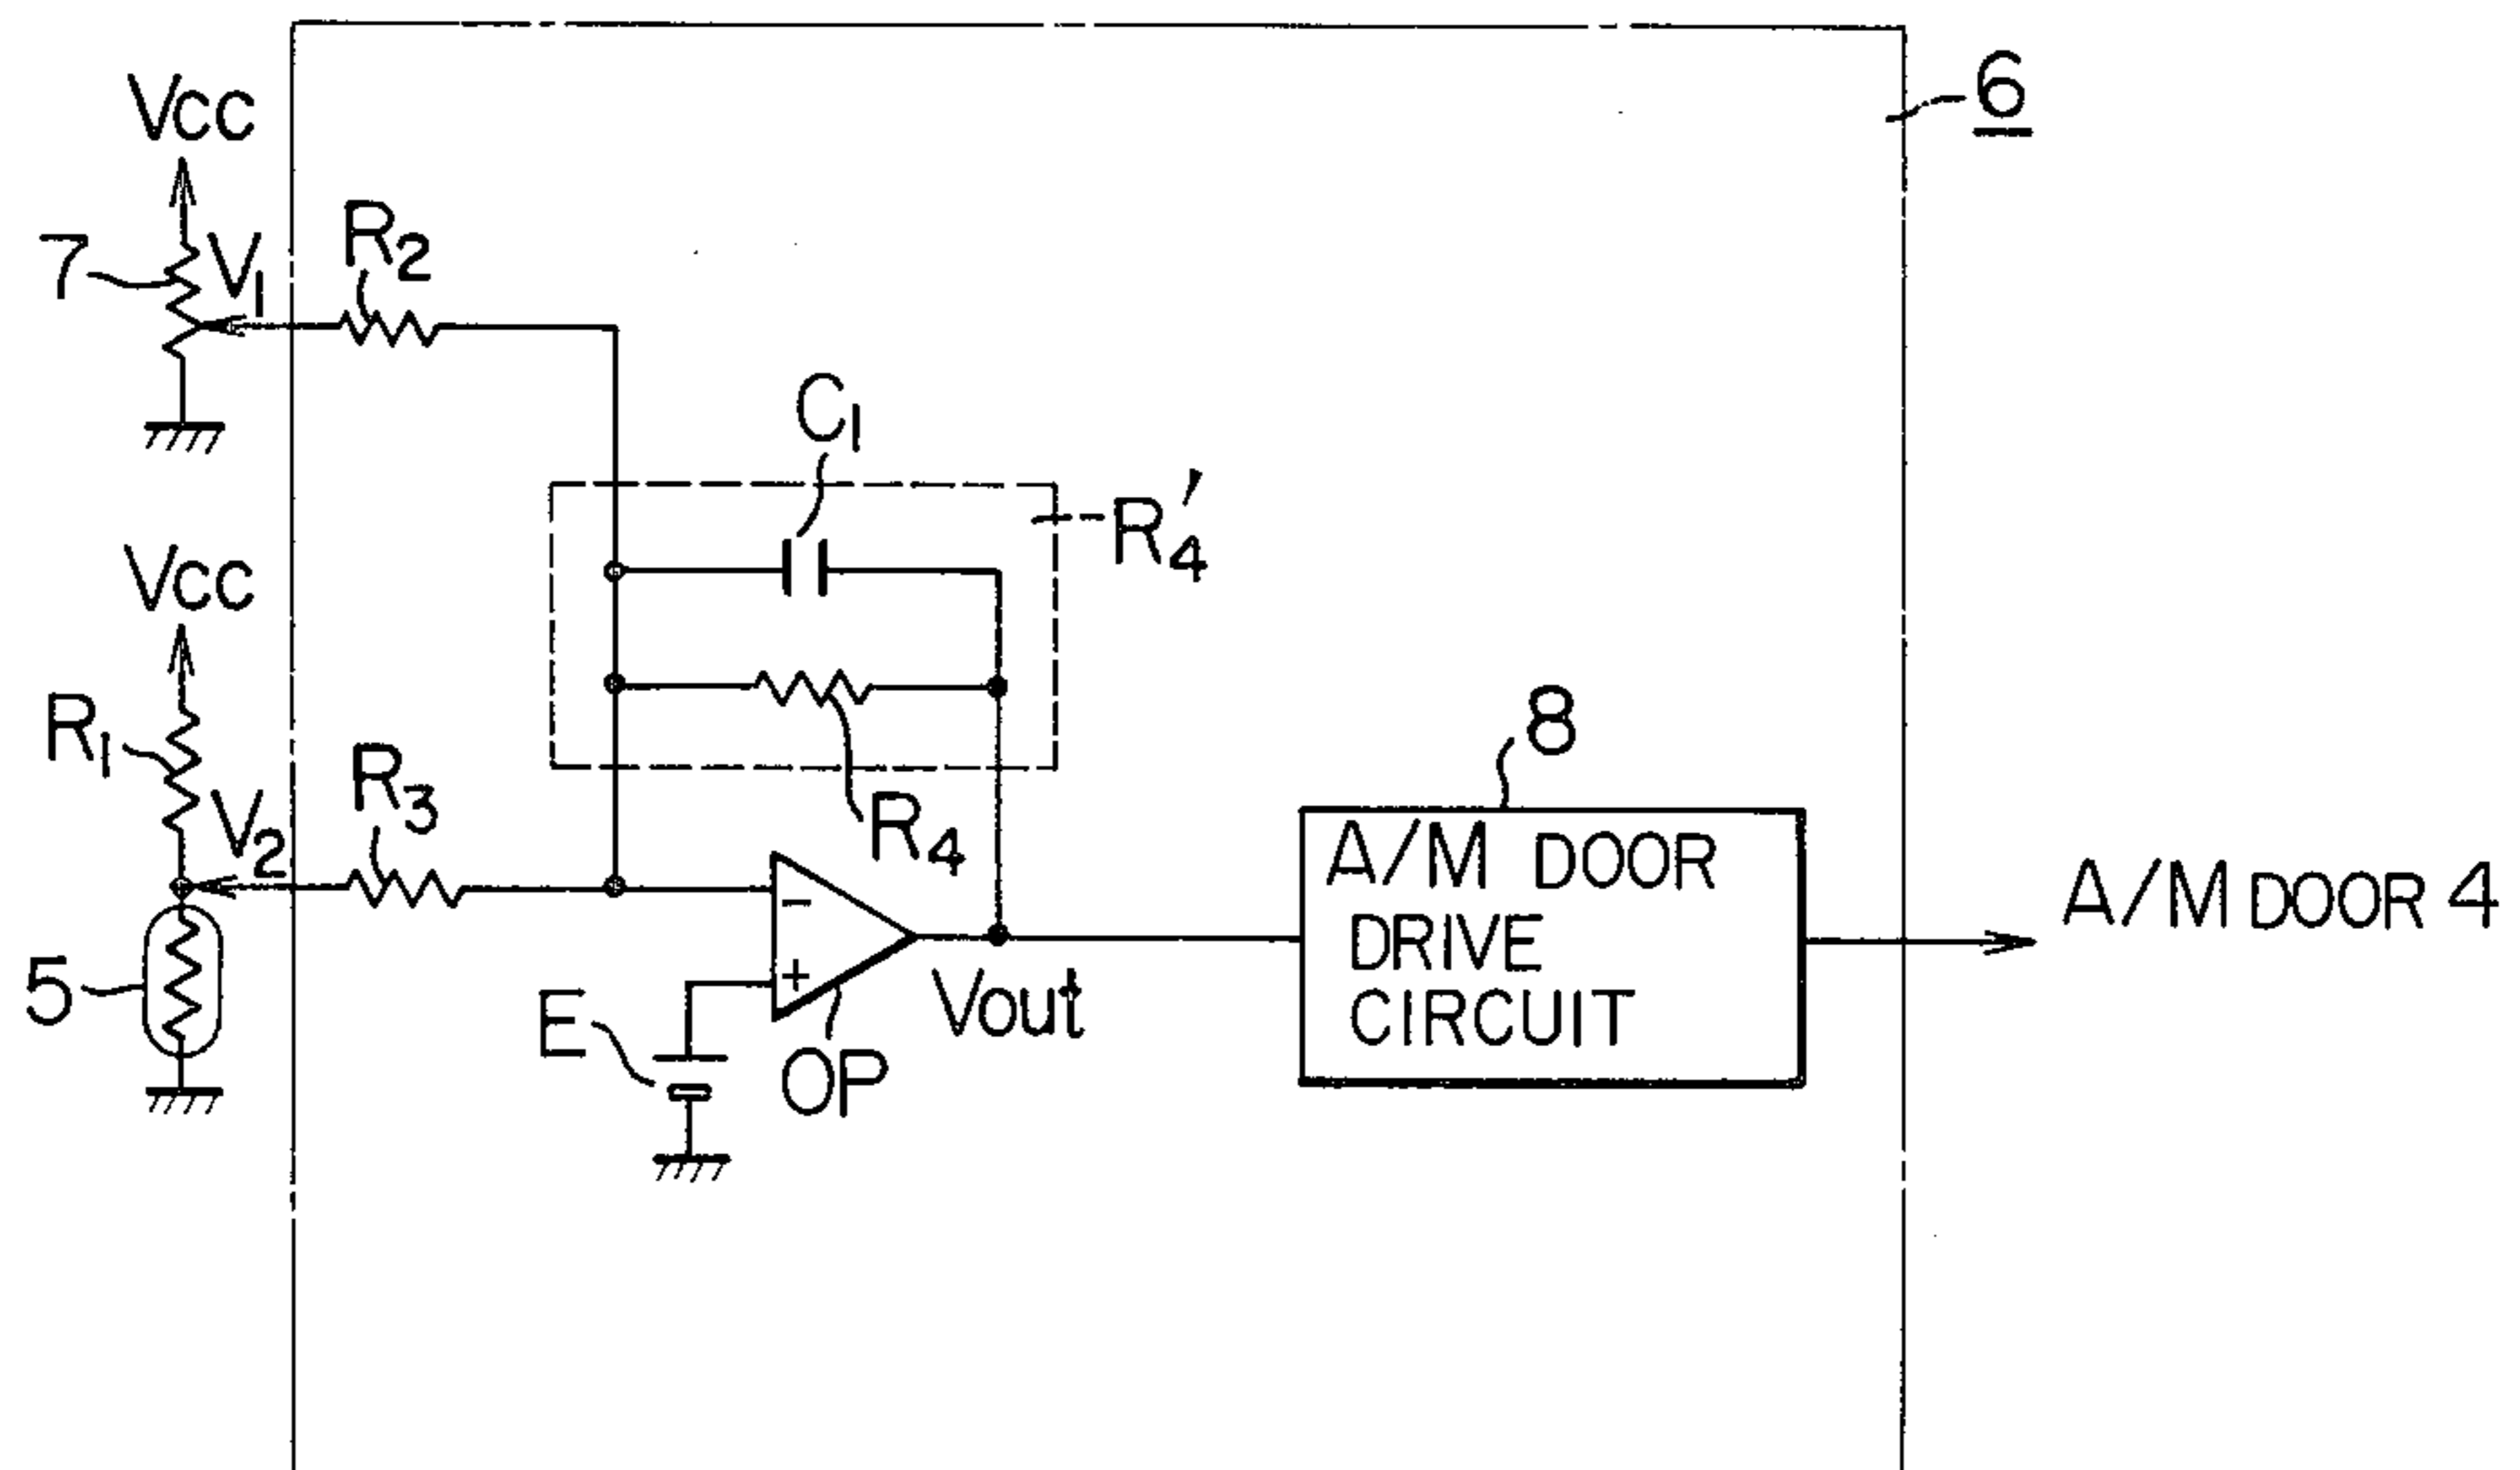 Vcc
6
7
V1
R2
C1
R4'
Vcc
R1
V2
R3
R4
8
A/M DOOR
DRIVE
CIRCUIT
A/M DOOR 4
−
+
5
E
OP
Vout